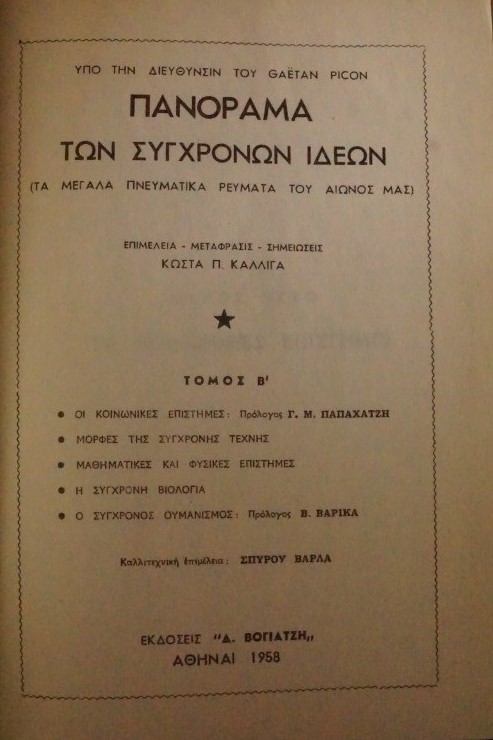 ΥΠΟ ΤΗΝ ΔΙΕΥΘΥΝΣΙΝ ΤΟΥ GAËTAN PICON
ΠΑΝΟΡΑΜΑ
ΤΩΝ ΣΥΓΧΡΟΝΩΝ ΙΔΕΩΝ
(ΤΑ ΜΕΓΑΛΑ ΠΝΕΥΜΑΤΙΚΑ ΡΕΥΜΑΤΑ ΤΟΥ ΑΙΩΝΟΣ ΜΑΣ)
ΕΠΙΜΕΛΕΙΑ - ΜΕΤΑΦΡΑΣΙΣ - ΣΗΜΕΙΩΣΕΙΣ
ΚΩΣΤΑ Π. ΚΑΛΛΙΓΑ
★
ΤΟΜΟΣ Β'
● ΟΙ ΚΟΙΝΩΝΙΚΕΣ ΕΠΙΣΤΗΜΕΣ: Πρόλογος Γ. Μ. ΠΑΠΑΧΑΤΖΗ
● ΜΟΡΦΕΣ ΤΗΣ ΣΥΓΧΡΟΝΗΣ ΤΕΧΝΗΣ
● ΜΑΘΗΜΑΤΙΚΕΣ ΚΑΙ ΦΥΣΙΚΕΣ ΕΠΙΣΤΗΜΕΣ
● Η ΣΥΓΧΡΟΝΗ ΒΙΟΛΟΓΙΑ
● Ο ΣΥΓΧΡΟΝΟΣ ΟΥΜΑΝΙΣΜΟΣ: Πρόλογος Β. ΒΑΡΙΚΑ
Καλλιτεχνική ἐπιμέλεια: ΣΠΥΡΟΥ ΒΑΡΛΑ
ΕΚΔΟΣΕΙΣ "Δ. ΒΟΓΙΑΤΖΗ„
ΑΘΗΝΑΙ 1958